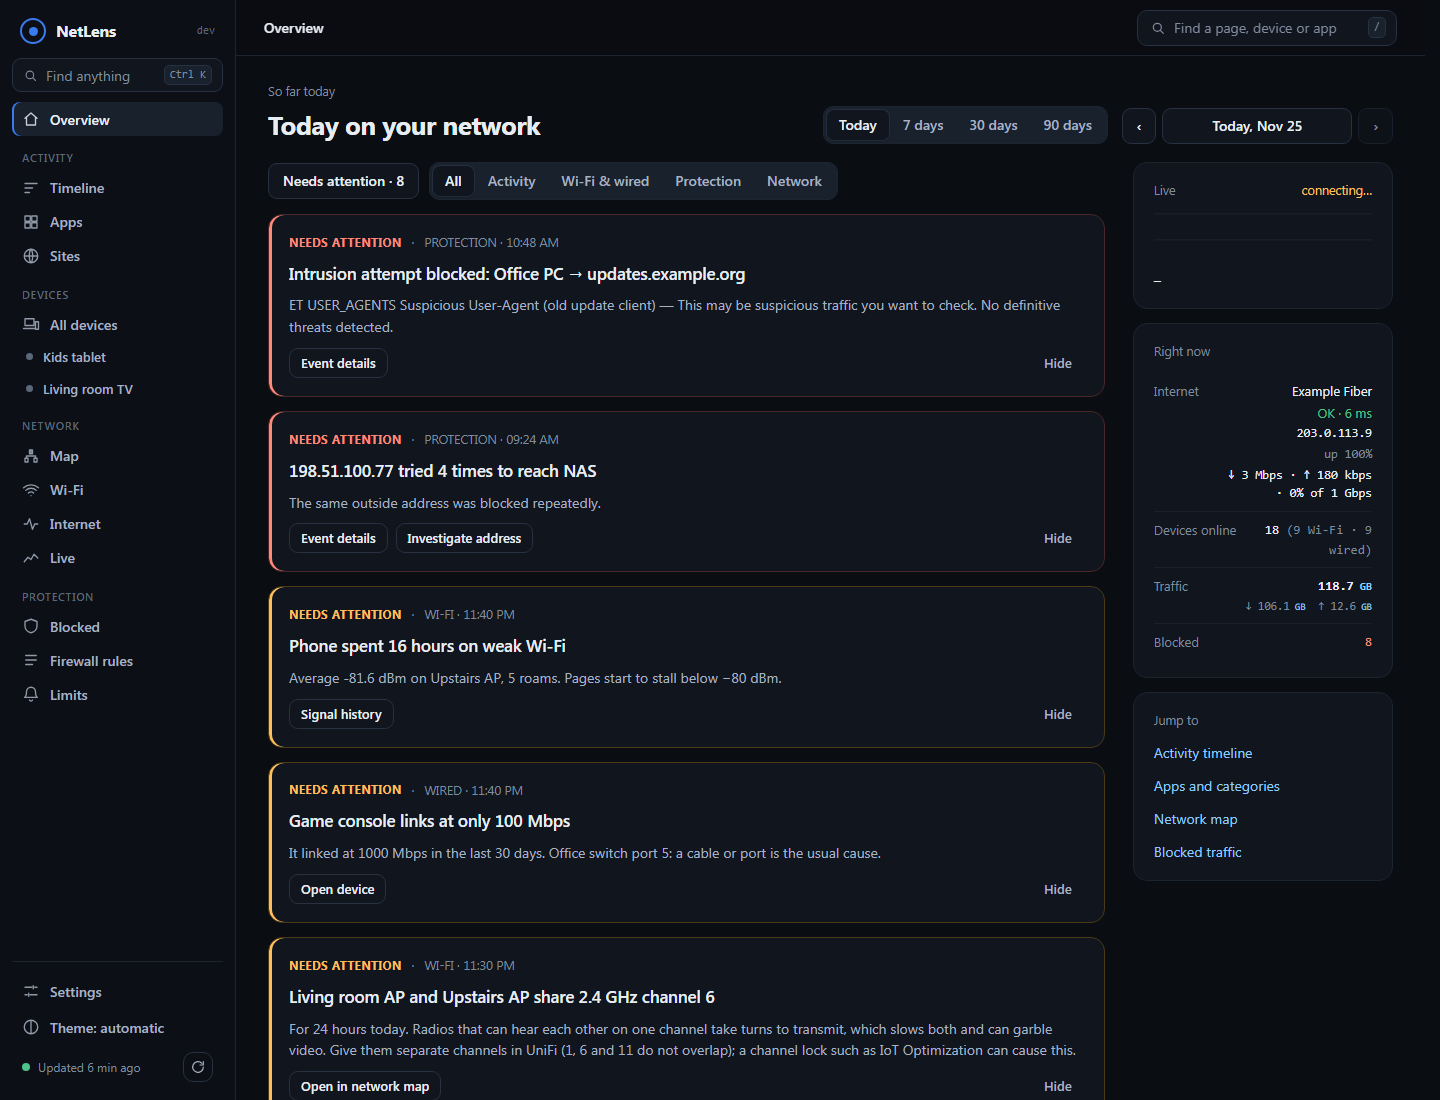 NetLens
dev
Find anything
Ctrl K
Overview
ACTIVITY
Timeline
Apps
Sites
DEVICES
All devices
Kids tablet
Living room TV
NETWORK
Map
Wi-Fi
Internet
Live
PROTECTION
Blocked
Firewall rules
Limits
Settings
Theme: automatic
Updated 6 min ago
Overview
Find a page, device or app
/
So far today
Today on your network
Today
7 days
30 days
90 days
‹
Today, Nov 25
›
Needs attention · 8
All
Activity
Wi-Fi & wired
Protection
Network
NEEDS ATTENTION · PROTECTION · 10:48 AM
Intrusion attempt blocked: Office PC → updates.example.org
ET USER_AGENTS Suspicious User-Agent (old update client) — This may be suspicious traffic you want to check. No definitive
threats detected.
Event details
Hide
NEEDS ATTENTION · PROTECTION · 09:24 AM
198.51.100.77 tried 4 times to reach NAS
The same outside address was blocked repeatedly.
Event details
Investigate address
Hide
NEEDS ATTENTION · WI-FI · 11:40 PM
Phone spent 16 hours on weak Wi-Fi
Average -81.6 dBm on Upstairs AP, 5 roams. Pages start to stall below −80 dBm.
Signal history
Hide
NEEDS ATTENTION · WIRED · 11:40 PM
Game console links at only 100 Mbps
It linked at 1000 Mbps in the last 30 days. Office switch port 5: a cable or port is the usual cause.
Open device
Hide
NEEDS ATTENTION · WI-FI · 11:30 PM
Living room AP and Upstairs AP share 2.4 GHz channel 6
For 24 hours today. Radios that can hear each other on one channel take turns to transmit, which slows both and can garble
video. Give them separate channels in UniFi (1, 6 and 11 do not overlap); a channel lock such as IoT Optimization can cause this.
Open in network map
Hide
Live
connecting...
–
Right now
Internet
Example Fiber
OK · 6 ms
203.0.113.9
up 100%
↓ 3 Mbps · ↑ 180 kbps
· 0% of 1 Gbps
Devices online
18 (9 Wi-Fi · 9
wired)
Traffic
118.7 GB
↓ 106.1 GB ↑ 12.6 GB
Blocked
8
Jump to
Activity timeline
Apps and categories
Network map
Blocked traffic